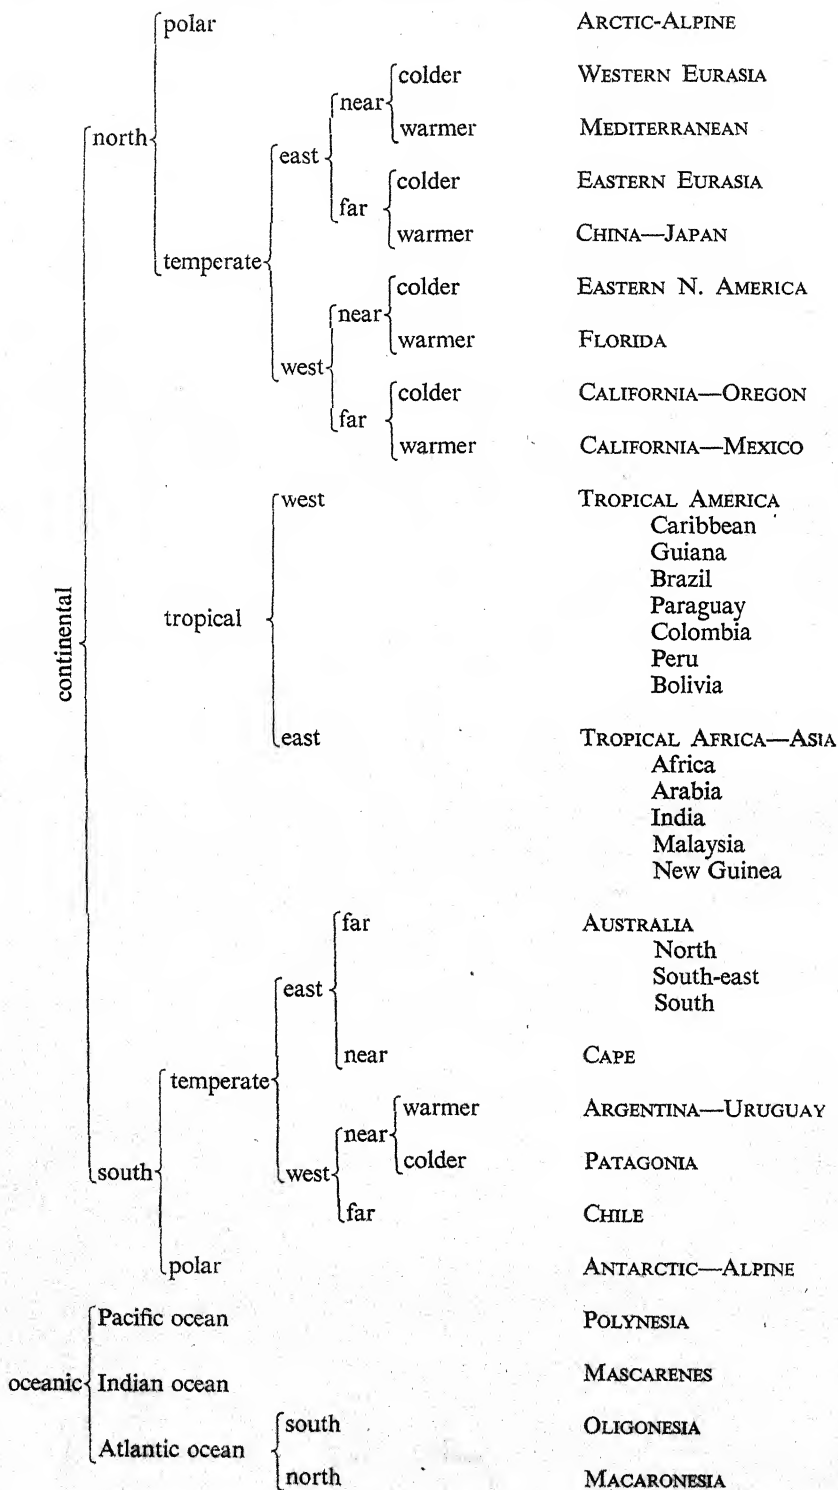 polar ARCTIC-ALPINE
colder WESTERN EURASIA
near
warmer MEDITERRANEAN
north
east
colder EASTERN EURASIA
far
warmer CHINA—JAPAN
temperate
colder EASTERN N. AMERICA
near
warmer FLORIDA
west
colder CALIFORNIA—OREGON
far
warmer CALIFORNIA—MEXICO
west TROPICAL AMERICA
Caribbean
Guiana
Brazil
Paraguay
tropical Colombia
Peru
Bolivia
continental
east TROPICAL AFRICA—ASIA
Africa
Arabia
India
Malaysia
New Guinea
far AUSTRALIA
North
east South-east
South
near CAPE
temperate
warmer ARGENTINA—URUGUAY
near
colder PATAGONIA
south west
far CHILE
polar ANTARCTIC—ALPINE
Pacific ocean POLYNESIA
oceanic Indian ocean MASCARENES
south OLIGONESIA
Atlantic ocean
north MACARONESIA